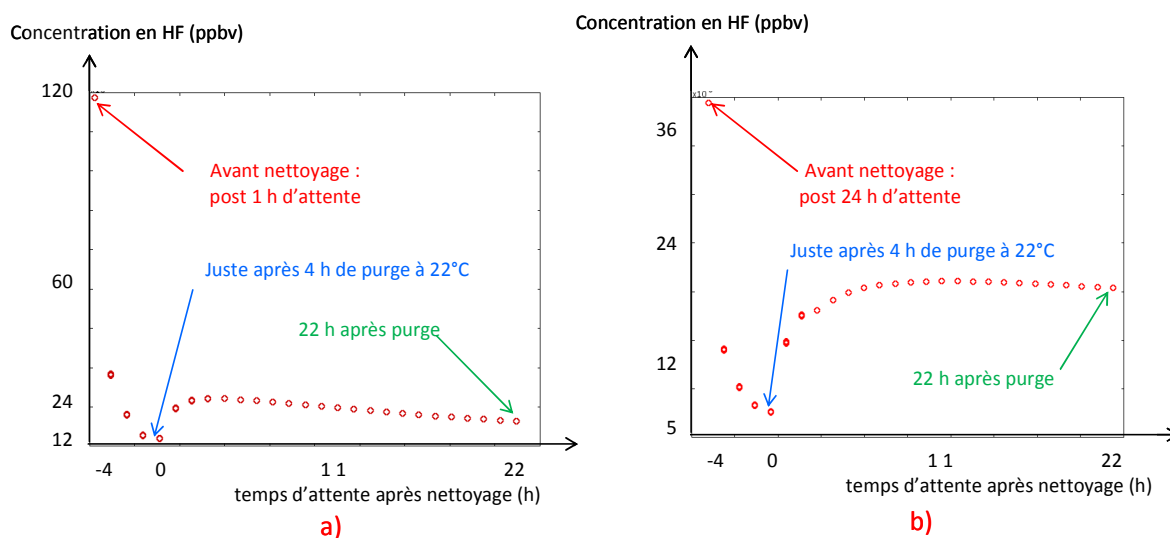 Concentration en HF (ppbv)
120
60
24
12
-4
0
1 1
22
Avant nettoyage :
post 1 h d’attente
Juste après 4 h de purge à 22°C
22 h après purge
temps d’attente après nettoyage (h)
a)
Concentration en HF (ppbv)
36
24
12
5
-4
0
1 1
22
Avant nettoyage :
post 24 h d’attente
Juste après 4 h de purge à 22°C
22 h après purge
temps d’attente après nettoyage (h)
b)